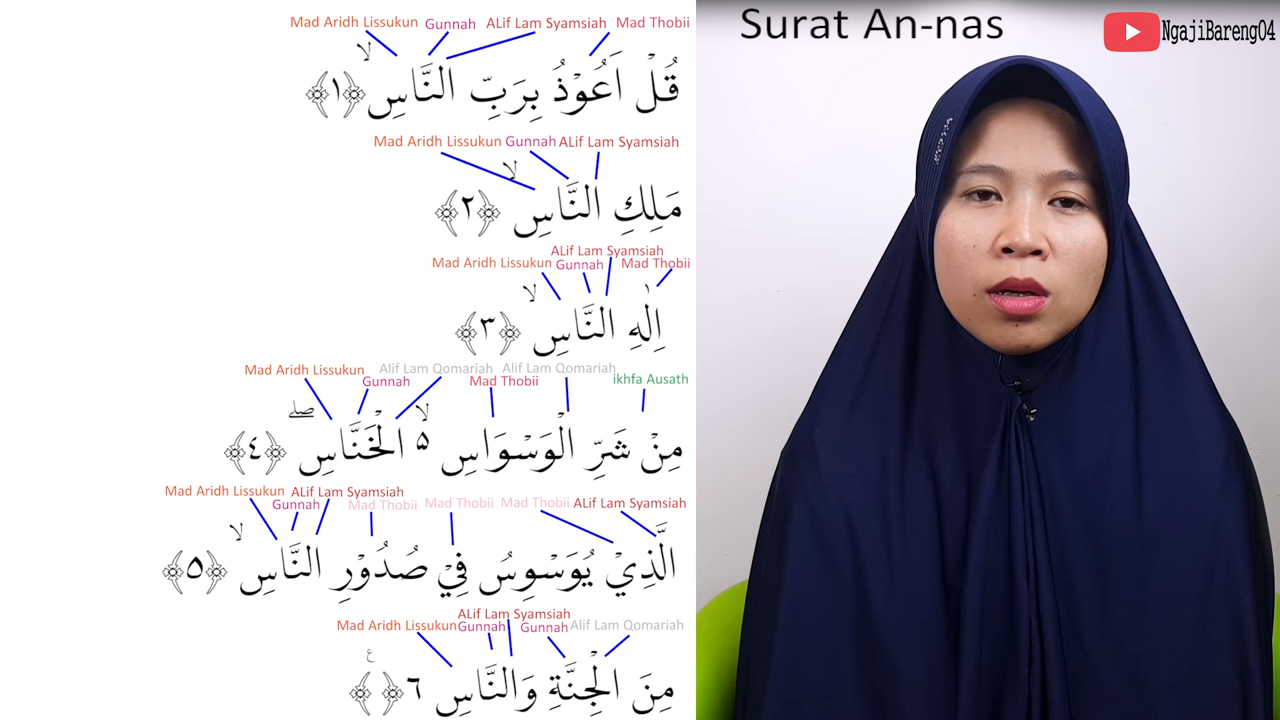 Mad Aridh Lissukun Gunnah ALif Lam Syamsiah Mad Thobii
قُلْ اَعُوْذُ بِرَبِّ النَّاسِۙ ﴿١﴾
Mad Aridh Lissukun Gunnah ALif Lam Syamsiah
مَلِكِ النَّاسِۙ ﴿٢﴾
ALif Lam Syamsiah
Mad Aridh Lissukun Gunnah Mad Thobii
اِلٰهِ النَّاسِۙ ﴿٣﴾
Mad Aridh Lissukun Alif Lam Qomariah Alif Lam Qomariah
Gunnah Mad Thobii ikhfa Ausath
مِنْ شَرِّ الْوَسْوَاسِ ەۙ الْخَنَّاسِۖ ﴿٤﴾
Mad Aridh Lissukun ALif Lam Syamsiah
Gunnah Mad Thobii Mad Thobii Mad Thobii ALif Lam Syamsiah
الَّذِيْ يُوَسْوِسُ فِيْ صُدُوْرِ النَّاسِۙ ﴿٥﴾
ALif Lam Syamsiah
Mad Aridh Lissukun Gunnah Gunnah Alif Lam Qomariah
مِنَ الْجِنَّةِ وَالنَّاسِ ٦﴿ ﴾ ع
Surat An-nas
NgajiBareng04